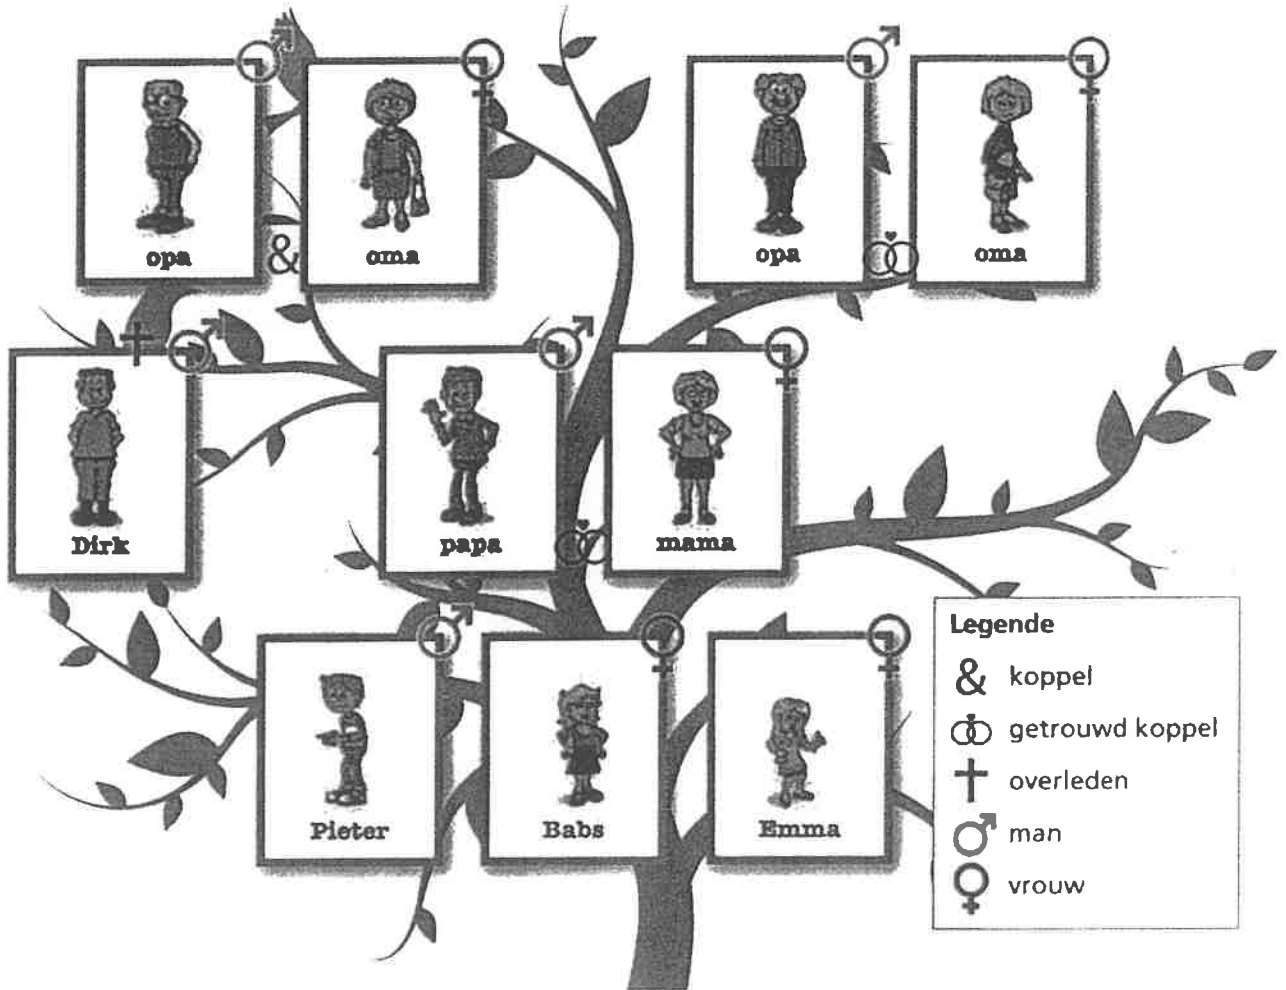 opa
&
oma
opa
oma
Dirk
papa
mama
Pieter
Babs
Emma
Legende
& koppel
getrouwd koppel
overleden
man
vrouw